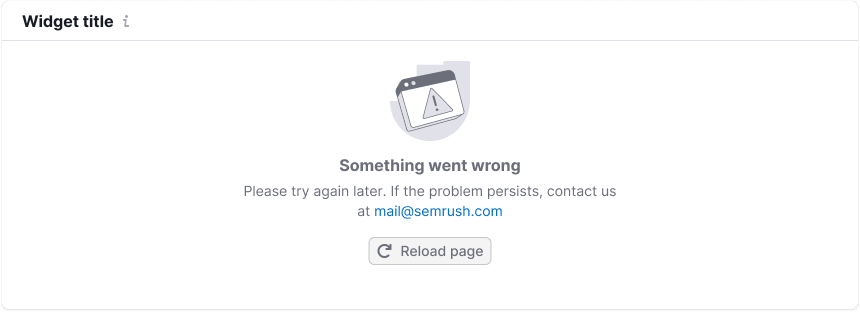 Widget title
Something went wrong
Please try again later. If the problem persists, contact us
at mail@semrush.com
Reload page